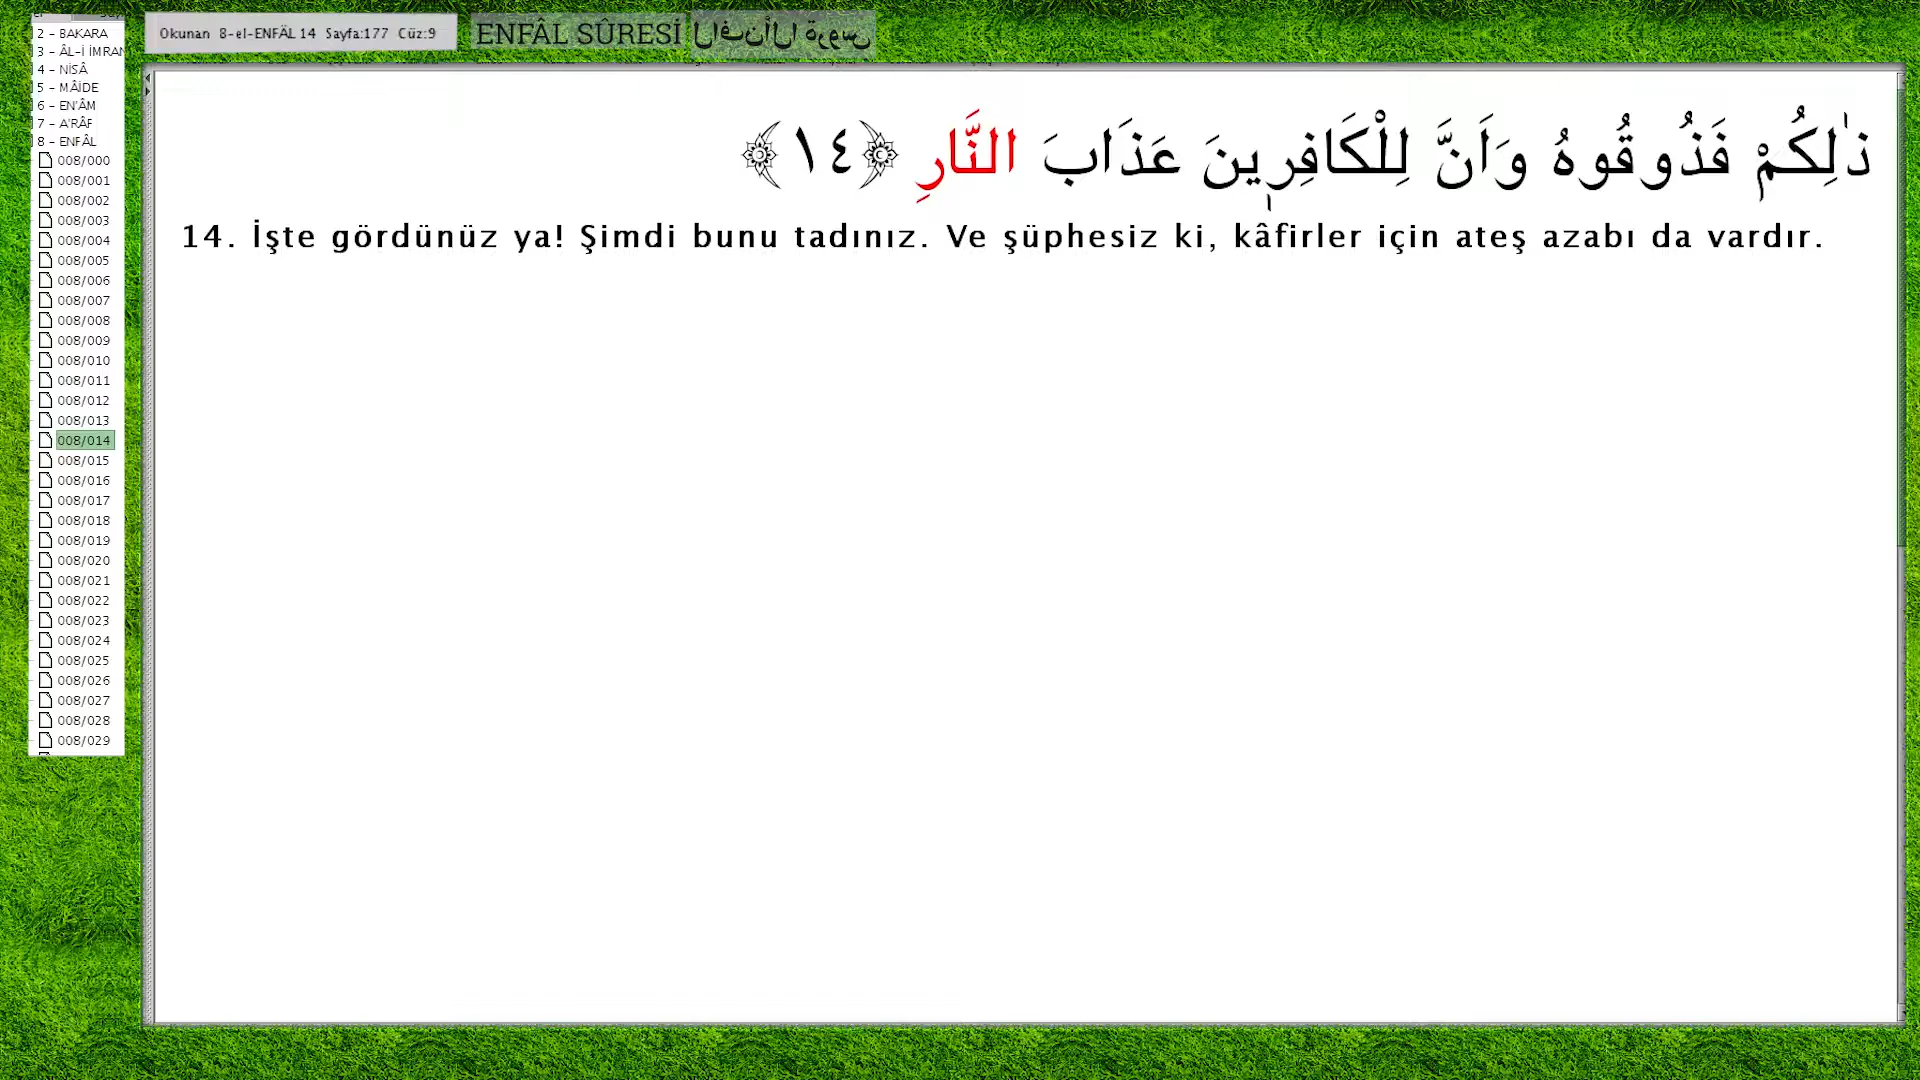 2 - BAKARA
3 - ÂL-İ İMRAN
4 - NİSÂ
5 - MÂİDE
6 - EN'ÂM
7 - A'RÂF
8 - ENFÂL
008/000
008/001
008/002
008/003
008/004
008/005
008/006
008/007
008/008
008/009
008/010
008/011
008/012
008/013
008/014
008/015
008/016
008/017
008/018
008/019
008/020
008/021
008/022
008/023
008/024
008/025
008/026
008/027
008/028
008/029
Okunan 8-el-ENFÂL 14 Sayfa:177 Cüz:9
ENFÂL SÛRESİ سورة الأنفال
ذٰلِكُمْ فَذُوقُوهُ وَاَنَّ لِلْكَافِرٖينَ عَذَابَ النَّارِ ﴿١٤﴾
14. İşte gördünüz ya! Şimdi bunu tadınız. Ve şüphesiz ki, kâfirler için ateş azabı da vardır.